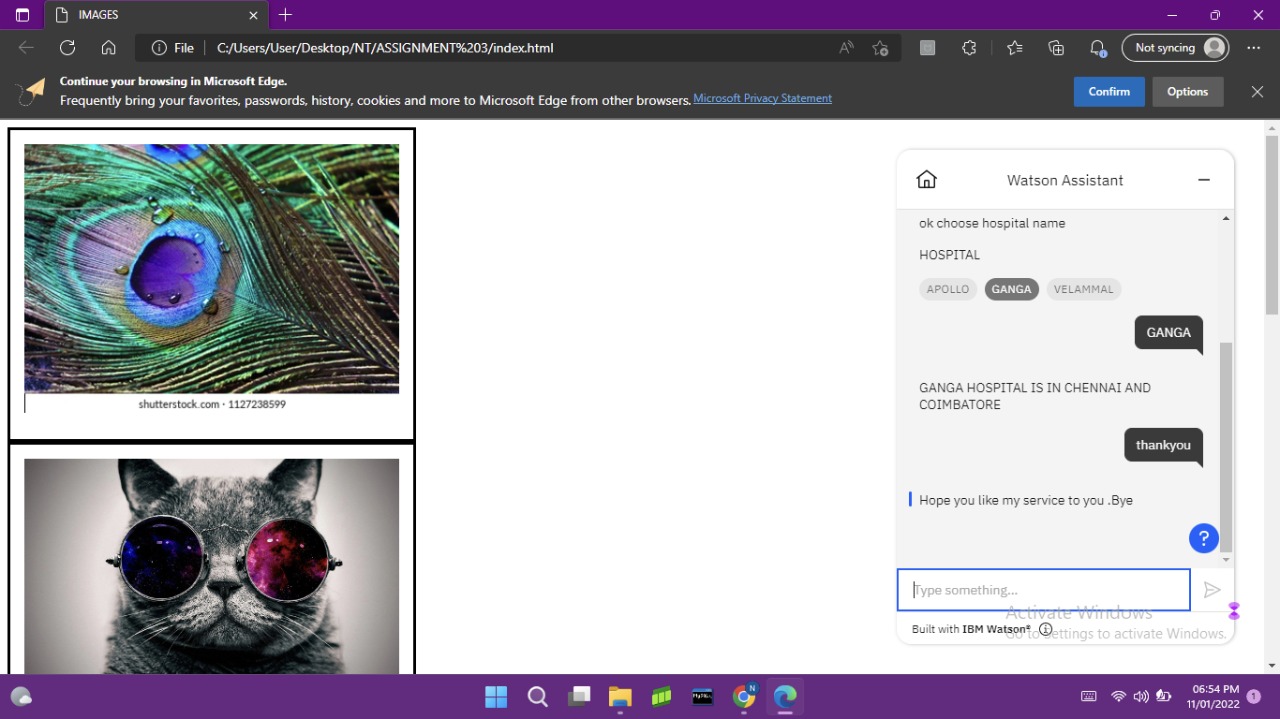 IMAGES
File
C:/Users/User/Desktop/NT/ASSIGNMENT%203/index.html
Not syncing
Continue your browsing in Microsoft Edge.
Frequently bring your favorites, passwords, history, cookies and more to Microsoft Edge from other browsers. Microsoft Privacy Statement
Confirm
Options
shutterstock.com · 1127238599
Watson Assistant
ok choose hospital name
HOSPITAL
APOLLO GANGA VELAMMAL
GANGA
GANGA HOSPITAL IS IN CHENNAI AND
COIMBATORE
thankyou
Hope you like my service to you .Bye
?
Type something...
Activate Windows
Built with IBM Watson®
Go to Settings to activate Windows.
N
06:54 PM
11/01/2022
1